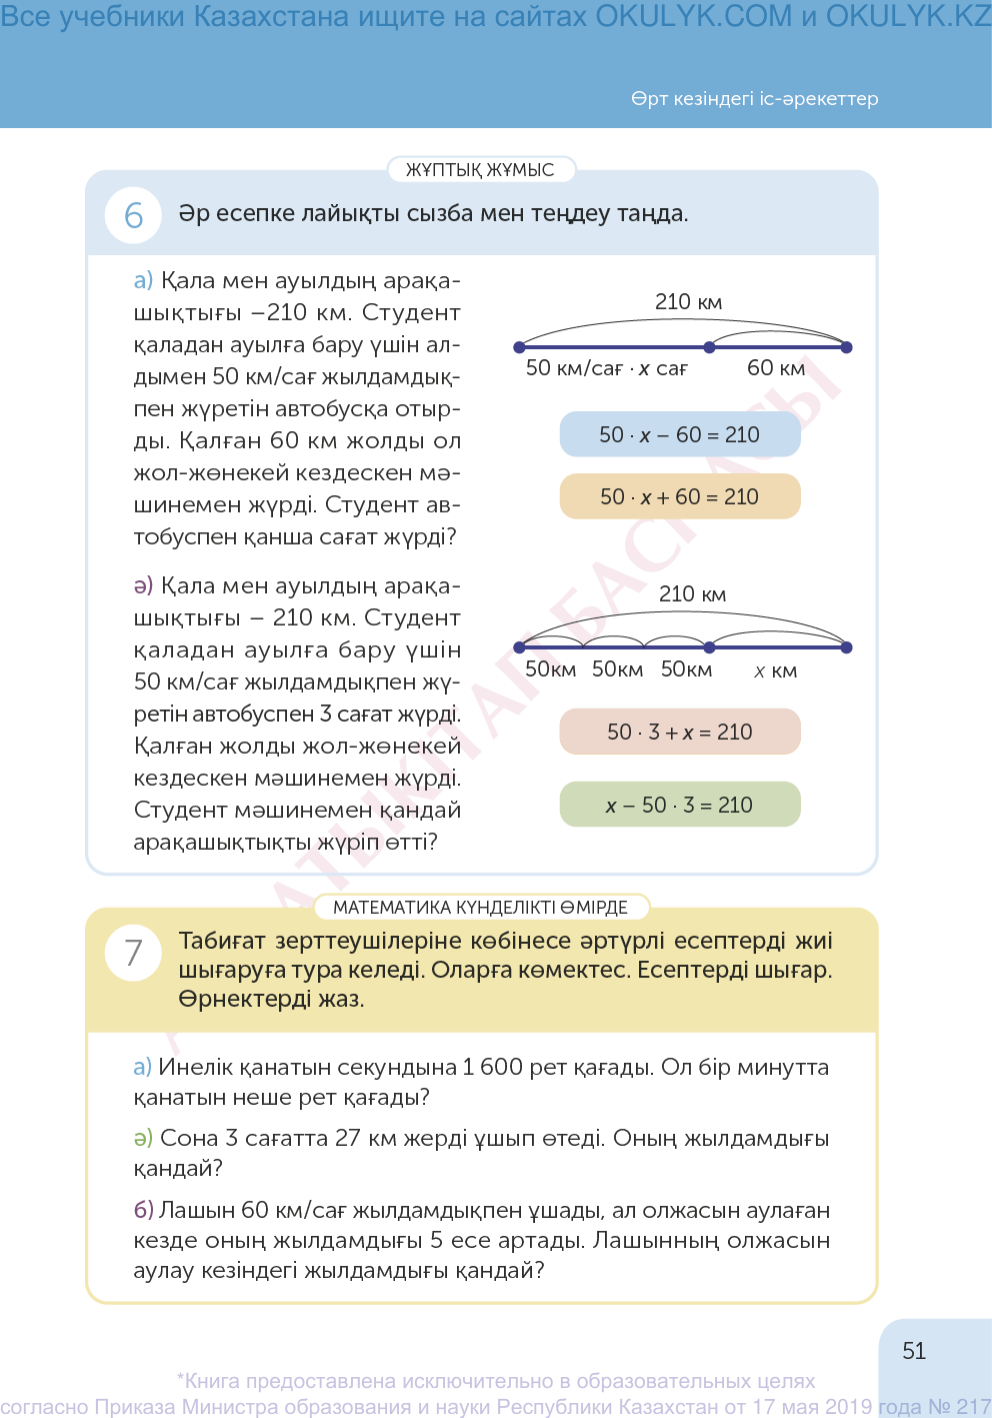 Все учебники Казахстана ищите на сайтах OKULYK.COM и OKULYK.KZ
Өрт кезіндегі іс-әрекеттер
ЖҰПТЫҚ ЖҰМЫС
6
Әр есепке лайықты сызба мен теңдеу таңда.
а) Қала мен ауылдың арақа-
шықтығы –210 км. Студент
қаладан ауылға бару үшін ал-
дымен 50 км/сағ жылдамдық-
пен жүретін автобусқа отыр-
ды. Қалған 60 км жолды ол
жол-жөнекей кездескен мә-
шинемен жүрді. Студент ав-
тобуспен қанша сағат жүрді?
210 км
50 км/сағ · х сағ 60 км
50 · х – 60 = 210
50 · х + 60 = 210
ә) Қала мен ауылдың арақа-
шықтығы – 210 км. Студент
қаладан ауылға бару үшін
50 км/сағ жылдамдықпен жү-
ретін автобуспен 3 сағат жүрді.
Қалған жолды жол-жөнекей
кездескен мәшинемен жүрді.
Студент мәшинемен қандай
арақашықтықты жүріп өтті?
210 км
50км 50км 50км х км
50 · 3 + х = 210
х – 50 · 3 = 210
МАТЕМАТИКА КҮНДЕЛІКТІ ӨМІРДЕ
7
Табиғат зерттеушілеріне көбінесе әртүрлі есептерді жиі
шығаруға тура келеді. Оларға көмектес. Есептерді шығар.
Өрнектерді жаз.
а) Инелік қанатын секундына 1 600 рет қағады. Ол бір минутта
қанатын неше рет қағады?
ә) Сона 3 сағатта 27 км жерді ұшып өтеді. Оның жылдамдығы
қандай?
б) Лашын 60 км/сағ жылдамдықпен ұшады, ал олжасын аулаған
кезде оның жылдамдығы 5 есе артады. Лашынның олжасын
аулау кезіндегі жылдамдығы қандай?
51
*Книга предоставлена исключительно в образовательных целях
согласно Приказа Министра образования и науки Республики Казахстан от 17 мая 2019 года № 217